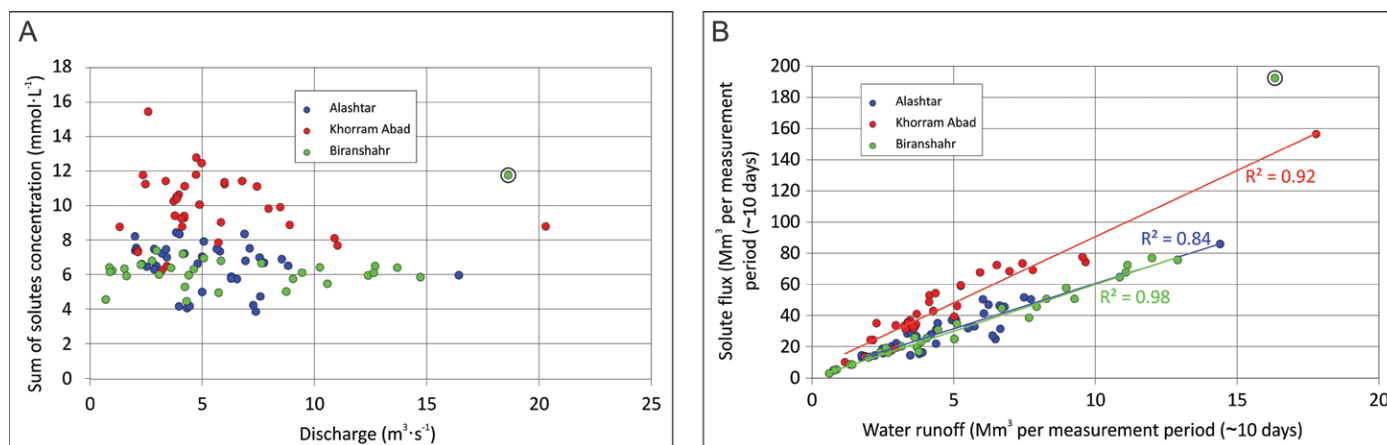 A
Sum of solutes concentration (mmol·L⁻¹)
18
16
14
12
10
8
6
4
2
0
Alashtar
Khorram Abad
Biranshahr
0 5 10 15 20 25
Discharge (m³·s⁻¹)
B
Solute flux (Mm³ per measurement
period (~10 days)
200
180
160
140
120
100
80
60
40
20
0
Alashtar
Khorram Abad
Biranshahr
R² = 0.92
R² = 0.84
R² = 0.98
0 5 10 15 20
Water runoff (Mm³ per measurement period (~10 days)